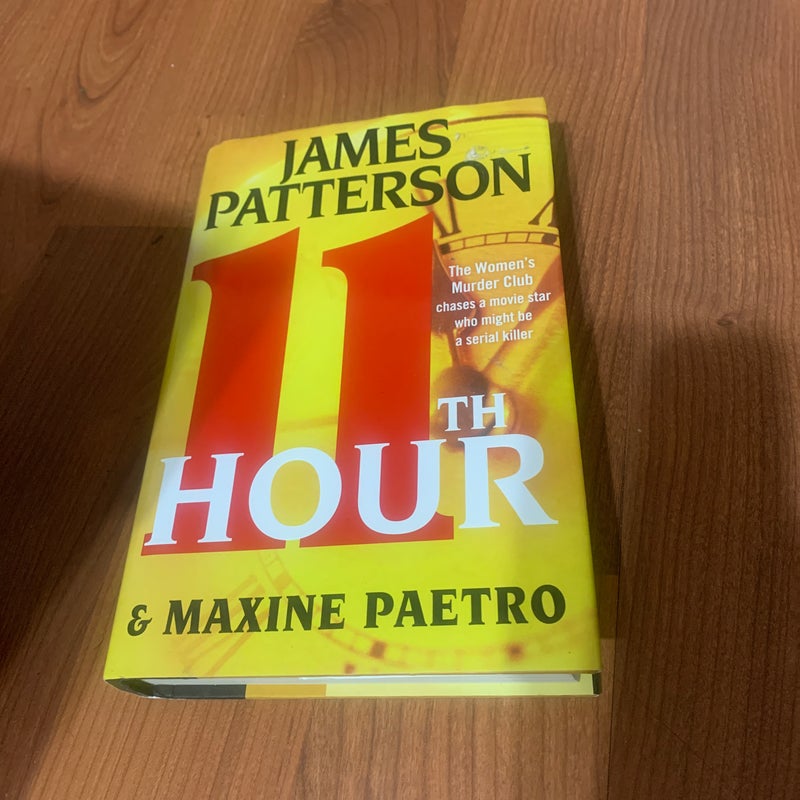 JAMES
PATTERSON
11
TH
HOUR
The Women's
Murder Club
chases a movie star
who might be
a serial killer
& MAXINE PAETRO